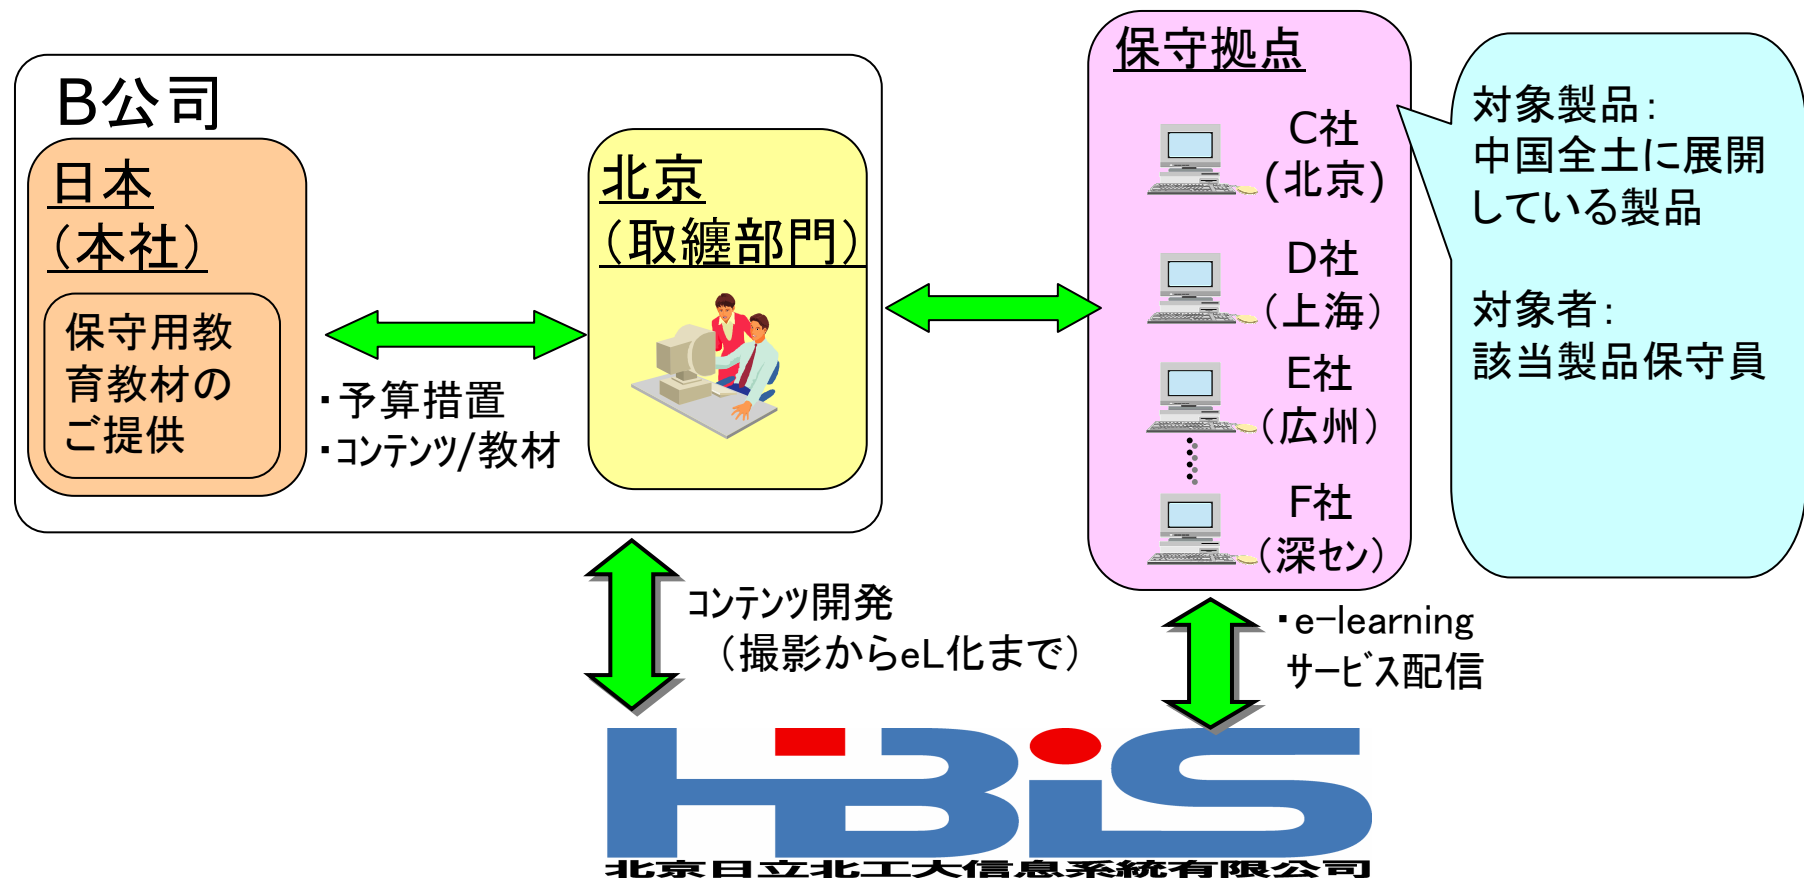 B公司
日本
（本社）
保守用教
育教材の
ご提供
・予算措置
・コンテンツ/教材
北京
（取纏部門）
保守拠点
C社
(北京)
D社
（上海）
E社
（広州）
F社
（深セン）
対象製品：
中国全土に展開
している製品
対象者：
該当製品保守員
コンテンツ開発
（撮影からeL化まで）
・e-learning
サービス配信
HBiS
北京日立北工大信息系統有限公司